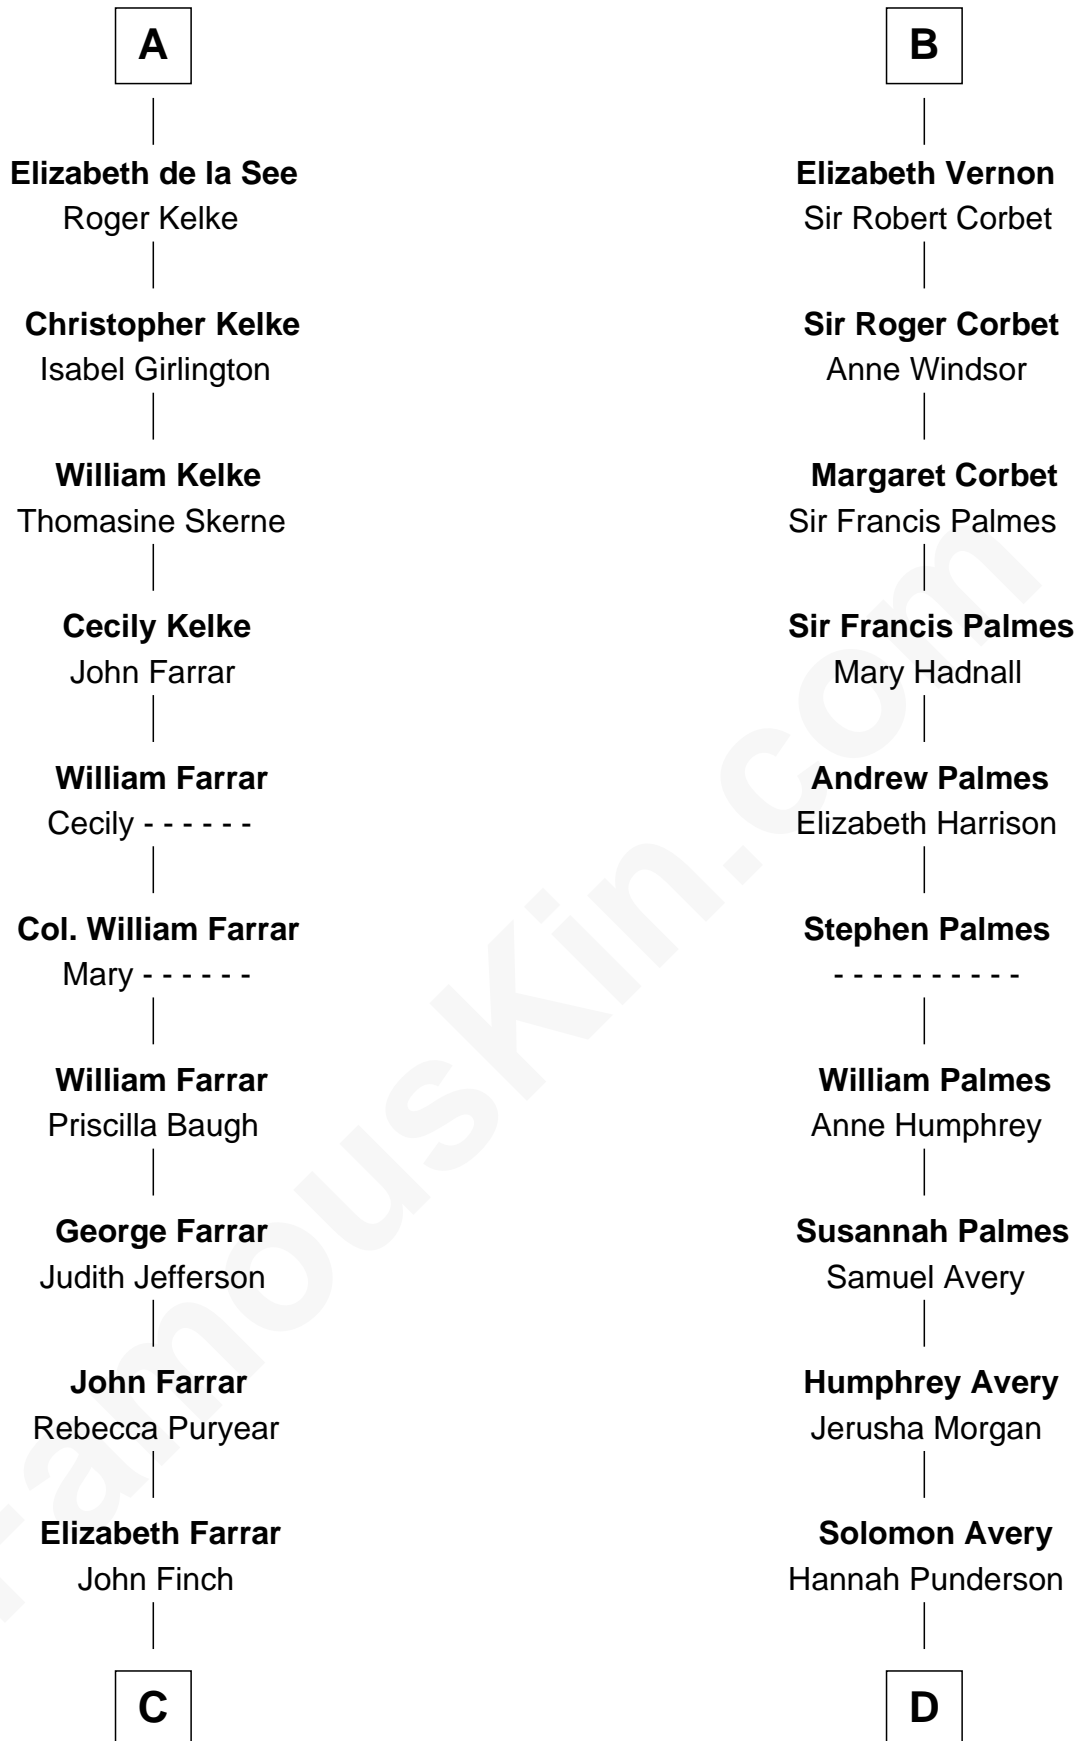 A
Elizabeth de la See
Roger Kelke
Christopher Kelke
Isabel Girlington
William Kelke
Thomasine Skerne
Cecily Kelke
John Farrar
William Farrar
Cecily - - - - - -
Col. William Farrar
Mary - - - - - -
William Farrar
Priscilla Baugh
George Farrar
Judith Jefferson
John Farrar
Rebecca Puryear
Elizabeth Farrar
John Finch
C
B
Elizabeth Vernon
Sir Robert Corbet
Sir Roger Corbet
Anne Windsor
Margaret Corbet
Sir Francis Palmes
Sir Francis Palmes
Mary Hadnall
Andrew Palmes
Elizabeth Harrison
Stephen Palmes
- - - - - - - - - -
William Palmes
Anne Humphrey
Susannah Palmes
Samuel Avery
Humphrey Avery
Jerusha Morgan
Solomon Avery
Hannah Punderson
D
FamousKin.com